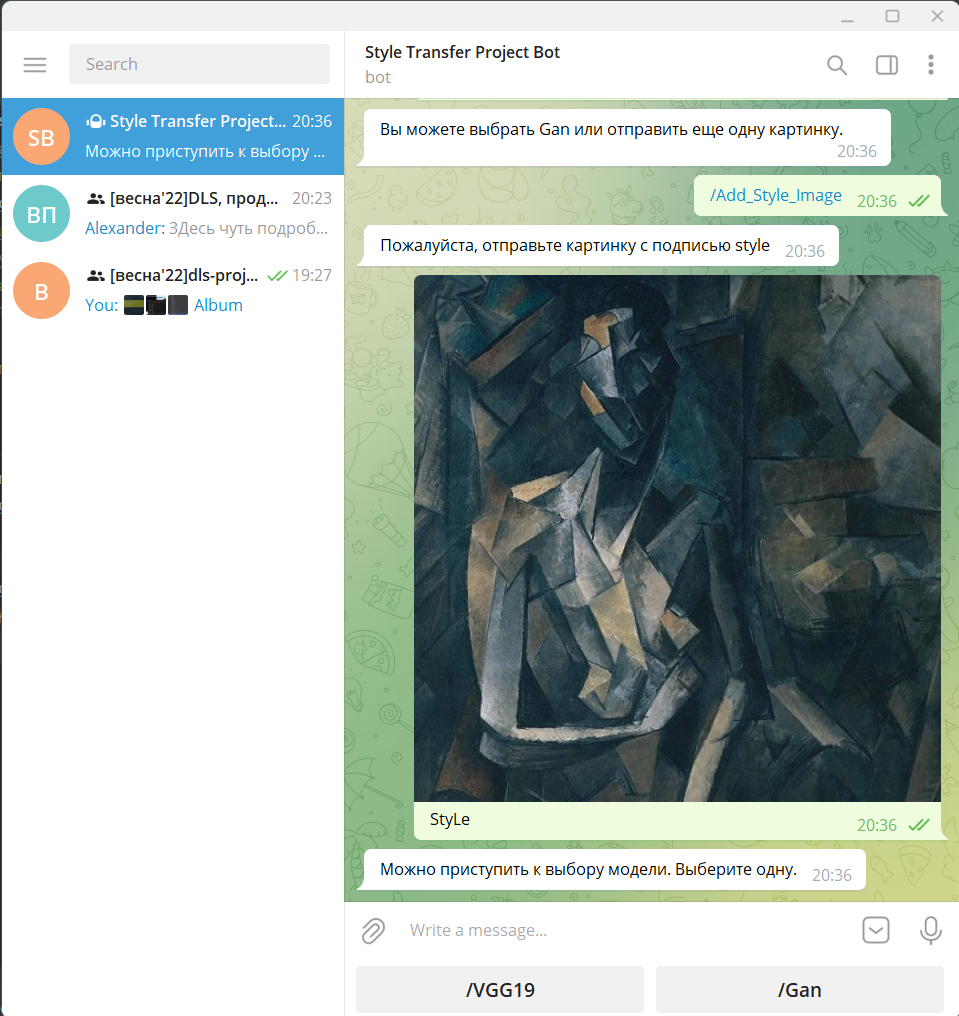 Search
SB
Style Transfer Project... 20:36
Можно приступить к выбору ...
ВП
[весна'22]DLS, прод... 20:23
Alexander: ЗДесь чуть подроб...
В
[весна'22]dls-proj... 19:27
You: Album
Style Transfer Project Bot
bot
Вы можете выбрать Gan или отправить еще одну картинку.
20:36
/Add_Style_Image 20:36
Пожалуйста, отправьте картинку с подписью style 20:36
StyLe
20:36
Можно приступить к выбору модели. Выберите одну. 20:36
Write a message...
/VGG19
/Gan